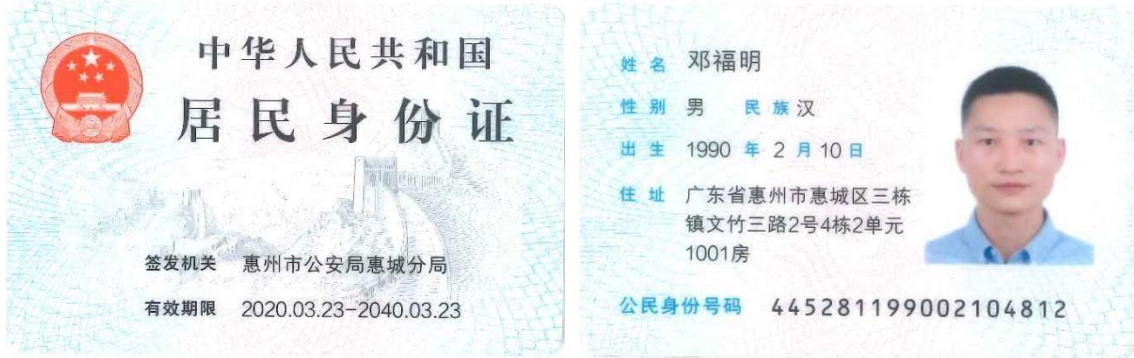 中华人民共和国
居民身份证
签发机关 惠州市公安局惠城分局
有效期限 2020.03.23-2040.03.23
姓名 邓福明
性别 男 民族 汉
出生 1990 年 2 月 10 日
住址 广东省惠州市惠城区三栋
镇文竹三路2号4栋2单元
1001房
公民身份号码 445281199002104812